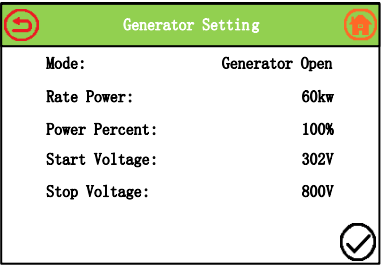 Generator Setting
Mode: Generator Open
Rate Power: 60kw
Power Percent: 100%
Start Voltage: 302V
Stop Voltage: 800V